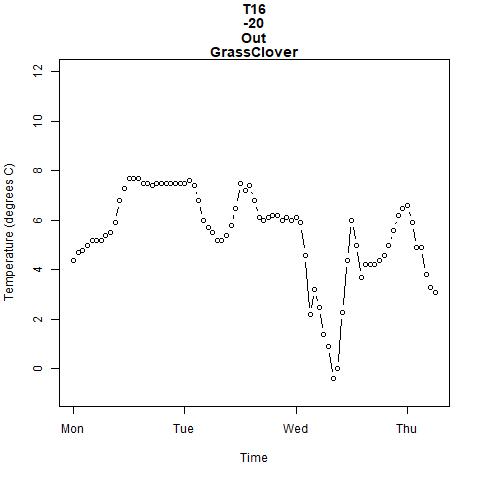 T16
-20
Out
GrassClover
12
10
8
6
4
2
0
Temperature (degrees C)
Mon Tue Wed Thu
Time